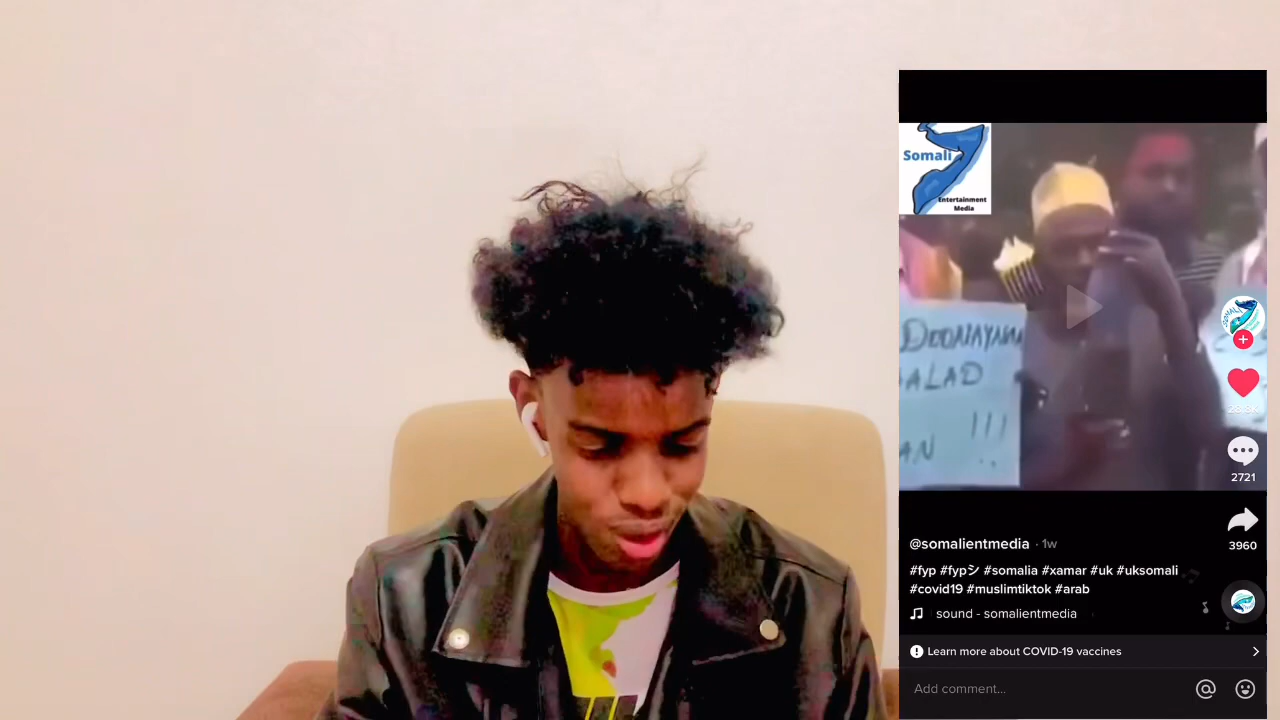 Somali
Entertainment
Media
DOONAYNAA
ALAD
!!!
AN
2721
3960
@somalientmedia · 1w
#fyp #fypシ #somalia #xamar #uk #uksomali
#covid19 #muslimtiktok #arab
sound - somalientmedia
Learn more about COVID-19 vaccines
Add comment...